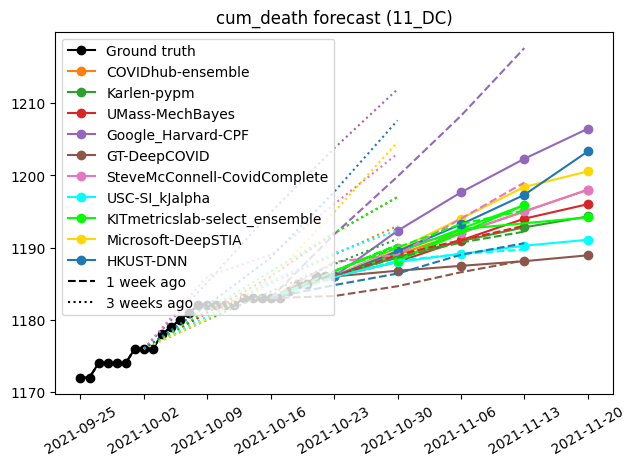 cum_death forecast (11_DC)
Ground truth
COVIDhub-ensemble
Karlen-pypm
UMass-MechBayes
Google_Harvard-CPF
GT-DeepCOVID
SteveMcConnell-CovidComplete
USC-SI_kJalpha
KITmetricslab-select_ensemble
Microsoft-DeepSTIA
HKUST-DNN
1 week ago
3 weeks ago
1210
1200
1190
1180
1170
2021-09-25
2021-10-02
2021-10-09
2021-10-16
2021-10-23
2021-10-30
2021-11-06
2021-11-13
2021-11-20